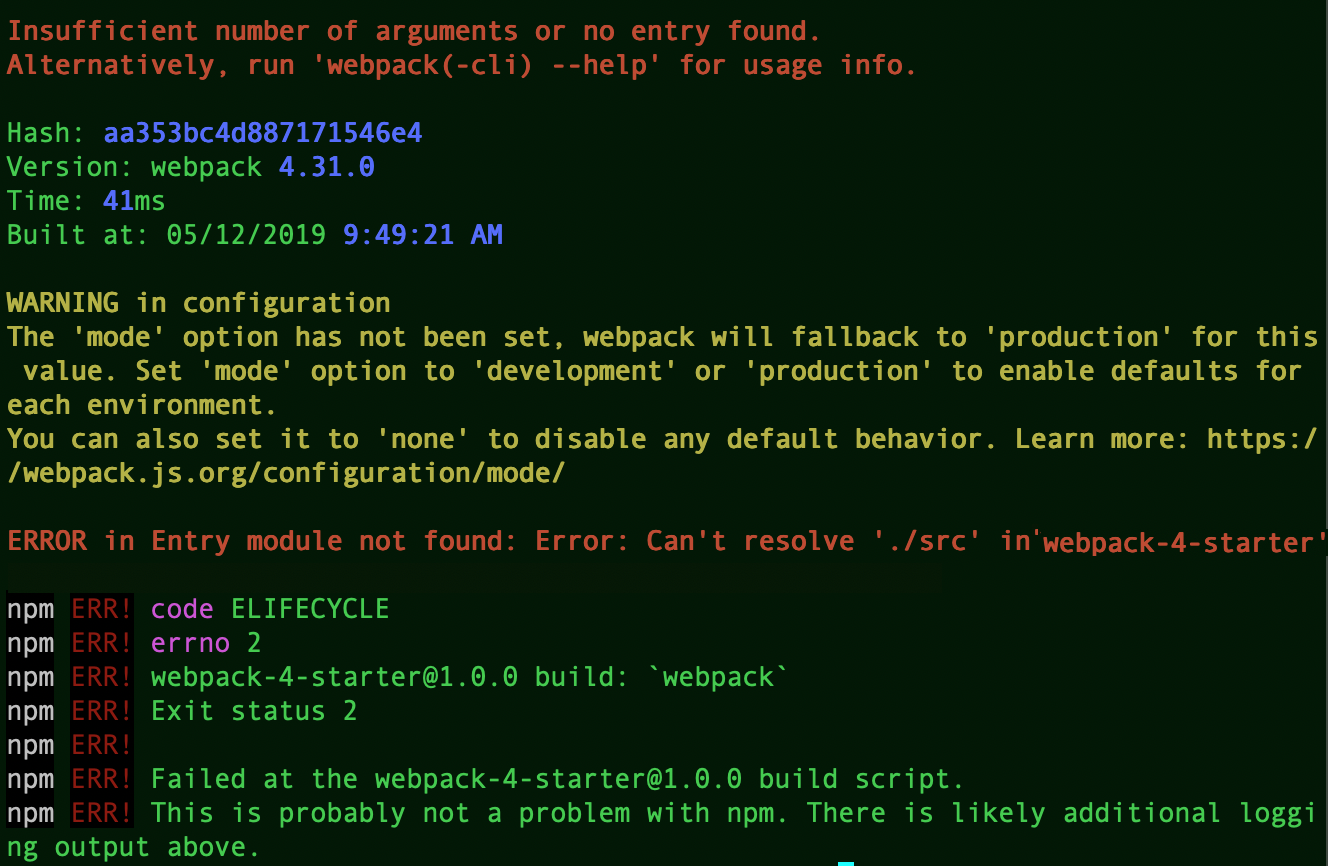 Insufficient number of arguments or no entry found.
Alternatively, run 'webpack(-cli) --help' for usage info.
Hash: aa353bc4d887171546e4
Version: webpack 4.31.0
Time: 41ms
Built at: 05/12/2019 9:49:21 AM
WARNING in configuration
The 'mode' option has not been set, webpack will fallback to 'production' for this
 value. Set 'mode' option to 'development' or 'production' to enable defaults for
each environment.
You can also set it to 'none' to disable any default behavior. Learn more: https:/
/webpack.js.org/configuration/mode/
ERROR in Entry module not found: Error: Can't resolve './src' in'webpack-4-starter'
npm ERR! code ELIFECYCLE
npm ERR! errno 2
npm ERR! webpack-4-starter@1.0.0 build: `webpack`
npm ERR! Exit status 2
npm ERR!
npm ERR! Failed at the webpack-4-starter@1.0.0 build script.
npm ERR! This is probably not a problem with npm. There is likely additional loggi
ng output above.